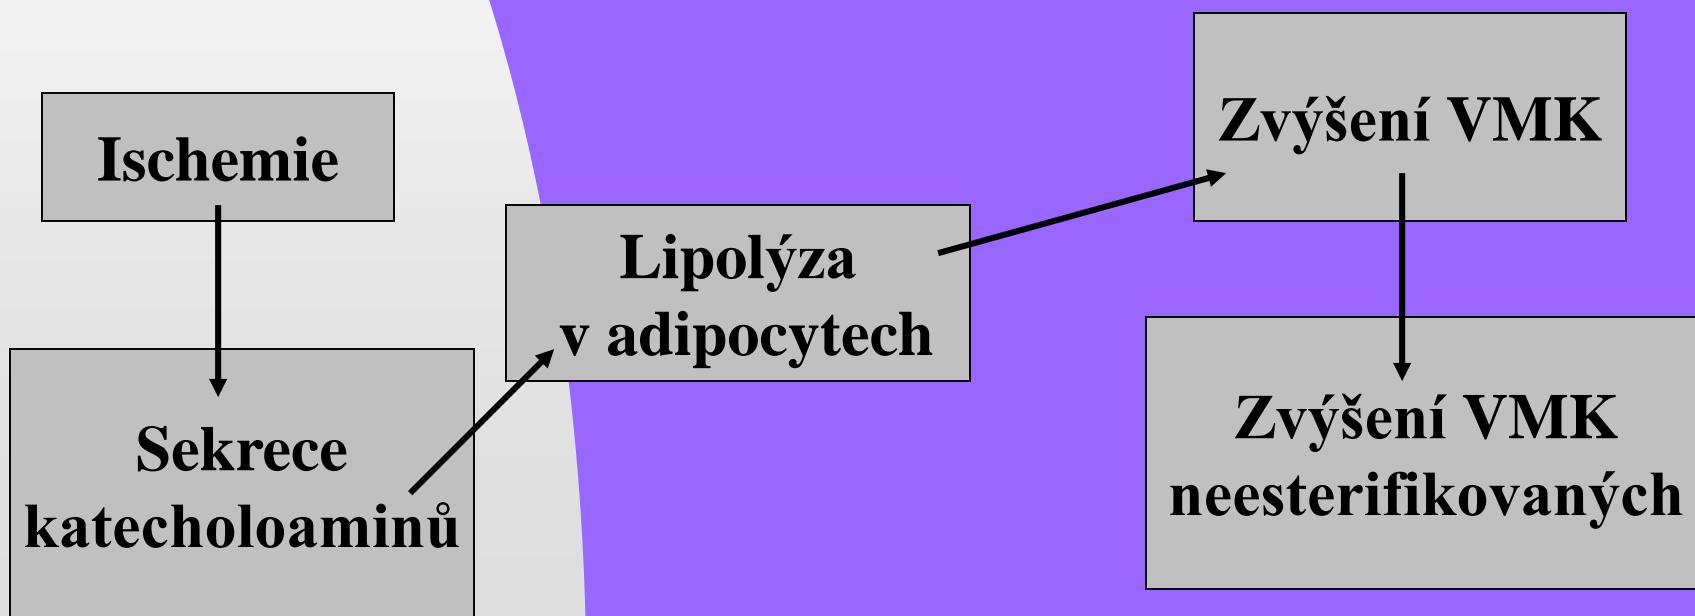 Ischemie
Sekrece
katecholoaminů
Lipolýza
v adipocytech
Zvýšení VMK
Zvýšení VMK
neesterifikovaných